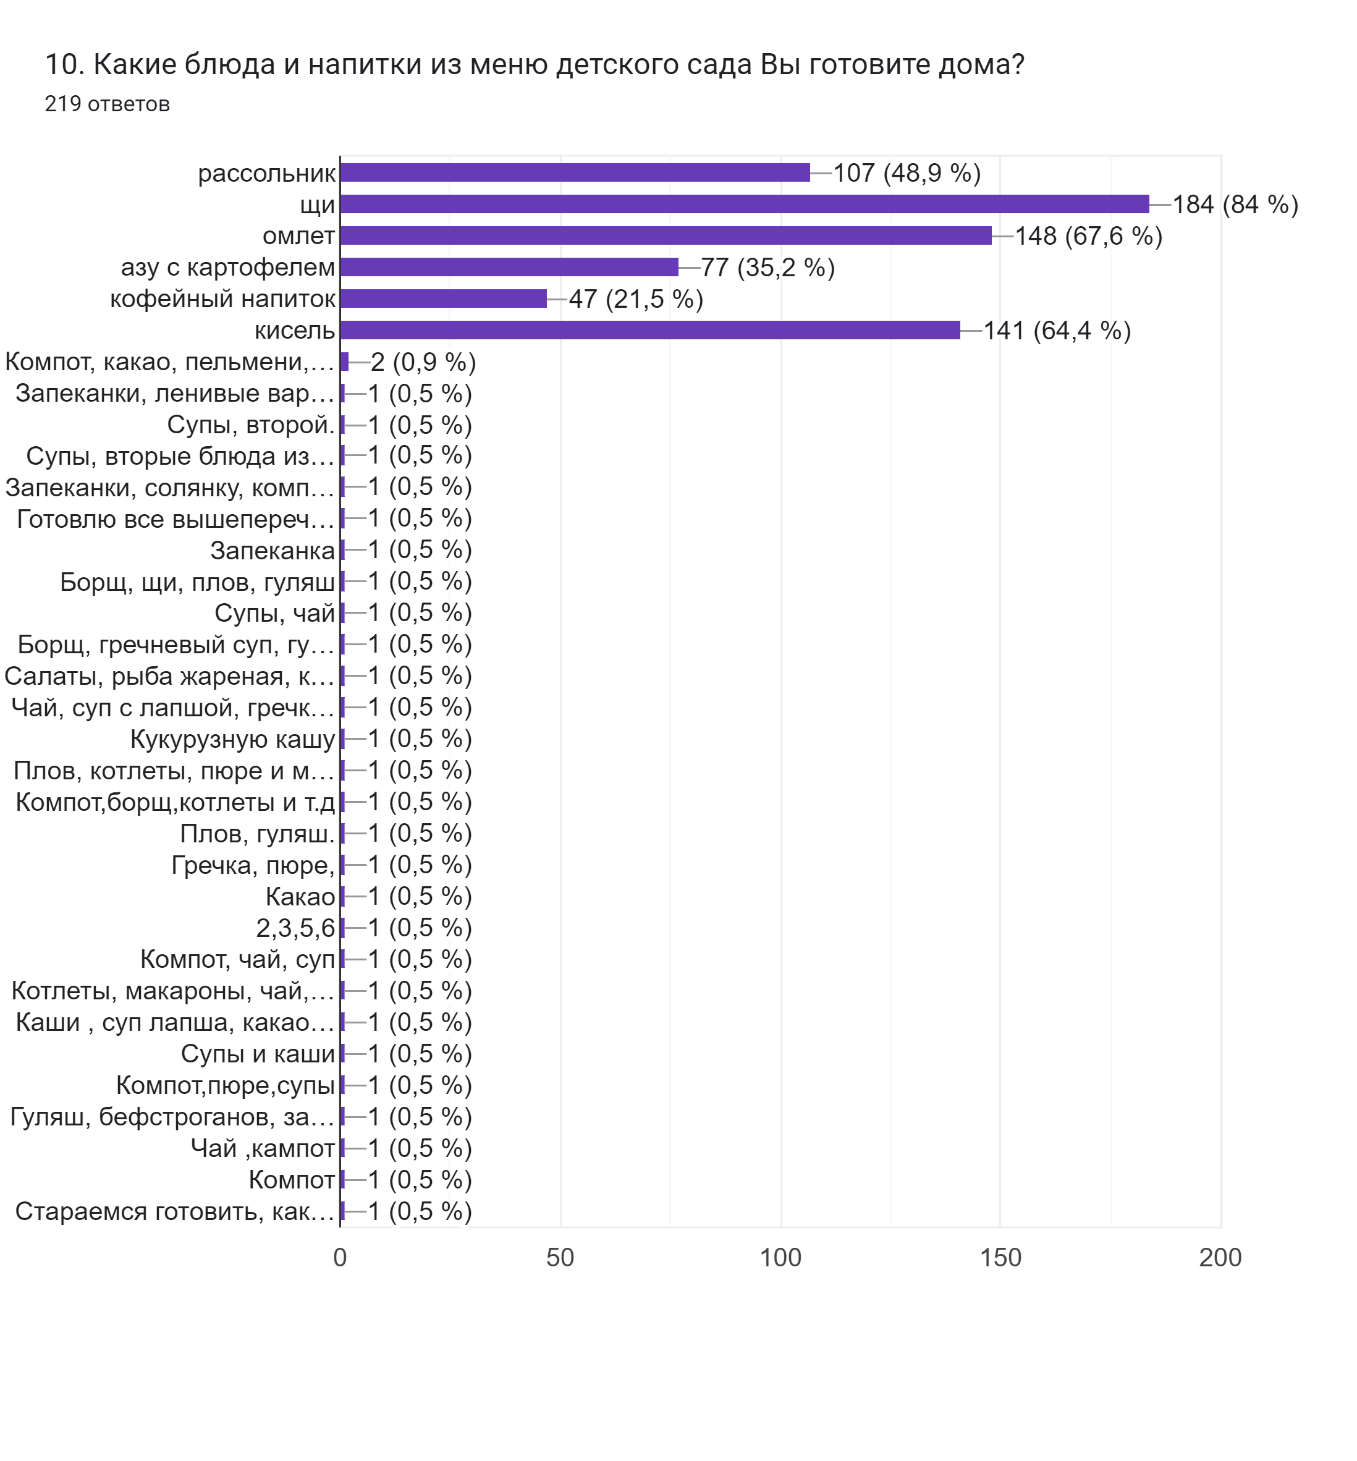 10. Какие блюда и напитки из меню детского сада Вы готовите дома?
219 ответов
рассольник 107 (48,9 %)
щи 184 (84 %)
омлет 148 (67,6 %)
азу с картофелем 77 (35,2 %)
кофейный напиток 47 (21,5 %)
кисель 141 (64,4 %)
Компот, какао, пельмени,… 2 (0,9 %)
Запеканки, ленивые вар… 1 (0,5 %)
Супы, второй. 1 (0,5 %)
Супы, вторые блюда из… 1 (0,5 %)
Запеканки, солянку, комп… 1 (0,5 %)
Готовлю все вышепереч… 1 (0,5 %)
Запеканка 1 (0,5 %)
Борщ, щи, плов, гуляш 1 (0,5 %)
Супы, чай 1 (0,5 %)
Борщ, гречневый суп, гу… 1 (0,5 %)
Салаты, рыба жареная, к… 1 (0,5 %)
Чай, суп с лапшой, гречк… 1 (0,5 %)
Кукурузную кашу 1 (0,5 %)
Плов, котлеты, пюре и м… 1 (0,5 %)
Компот,борщ,котлеты и т.д 1 (0,5 %)
Плов, гуляш. 1 (0,5 %)
Гречка, пюре, 1 (0,5 %)
Какао 1 (0,5 %)
2,3,5,6 1 (0,5 %)
Компот, чай, суп 1 (0,5 %)
Котлеты, макароны, чай,… 1 (0,5 %)
Каши , суп лапша, какао… 1 (0,5 %)
Супы и каши 1 (0,5 %)
Компот,пюре,супы 1 (0,5 %)
Гуляш, бефстроганов, за… 1 (0,5 %)
Чай ,кампот 1 (0,5 %)
Компот 1 (0,5 %)
Стараемся готовить, как… 1 (0,5 %)
0 50 100 150 200